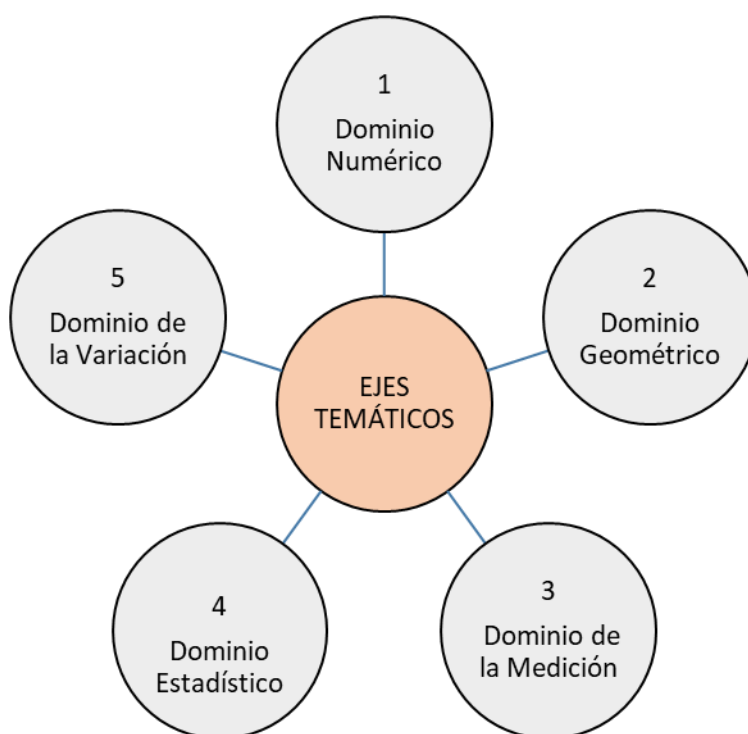 1
Dominio
Numérico
2
Dominio
Geométrico
3
Dominio de
la Medición
4
Dominio
Estadístico
5
Dominio de
la Variación
EJES
TEMÁTICOS